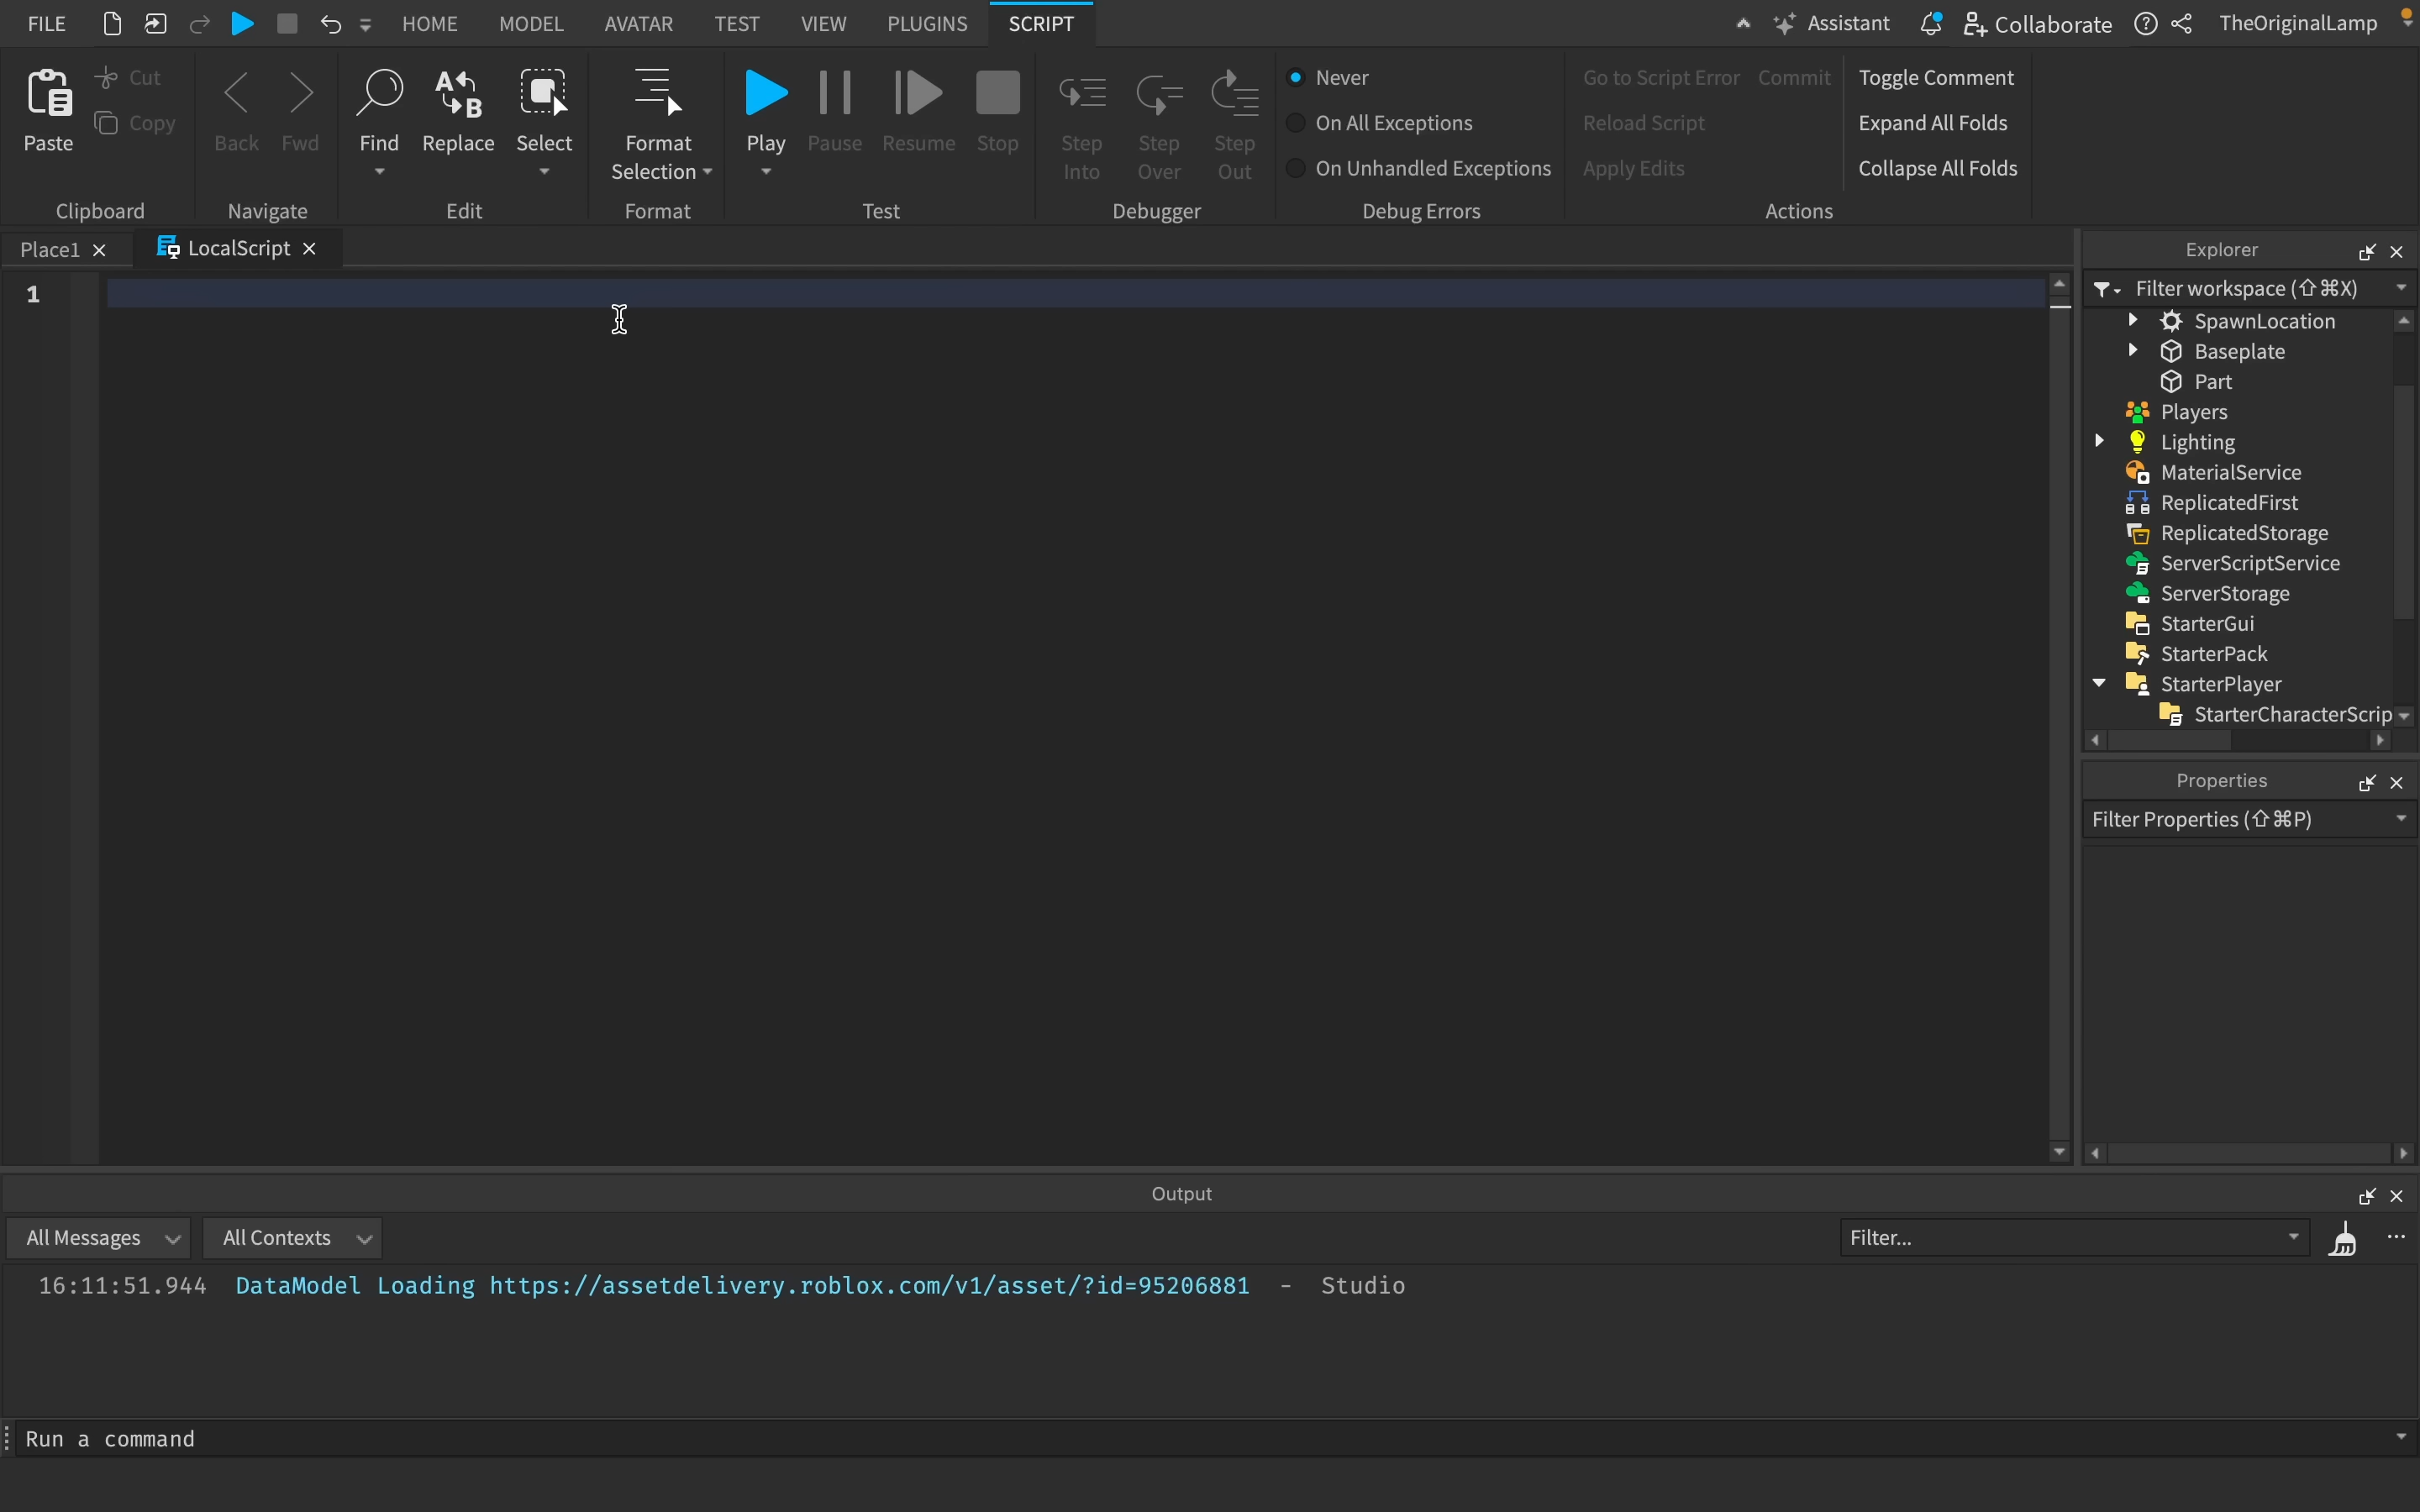 FILE HOME MODEL AVATAR TEST VIEW PLUGINS SCRIPT Assistant Collaborate TheOriginalLamp
Paste Cut Copy
Clipboard
Back Fwd
Navigate
Find Replace Select
Edit
Format Selection
Format
Play Pause Resume Stop
Test
Step Into Step Over Step Out
Debugger
Never
On All Exceptions
On Unhandled Exceptions
Debug Errors
Go to Script Error Commit
Reload Script
Apply Edits
Toggle Comment
Expand All Folds
Collapse All Folds
Actions
Place1 LocalScript
1
Explorer
Filter workspace (⇧⌘X)
SpawnLocation
Baseplate
Part
Players
Lighting
MaterialService
ReplicatedFirst
ReplicatedStorage
ServerScriptService
ServerStorage
StarterGui
StarterPack
StarterPlayer
StarterCharacterScrip
Properties
Filter Properties (⇧⌘P)
Output
All Messages All Contexts Filter...
16:11:51.944 DataModel Loading https://assetdelivery.roblox.com/v1/asset/?id=95206881 - Studio
Run a command